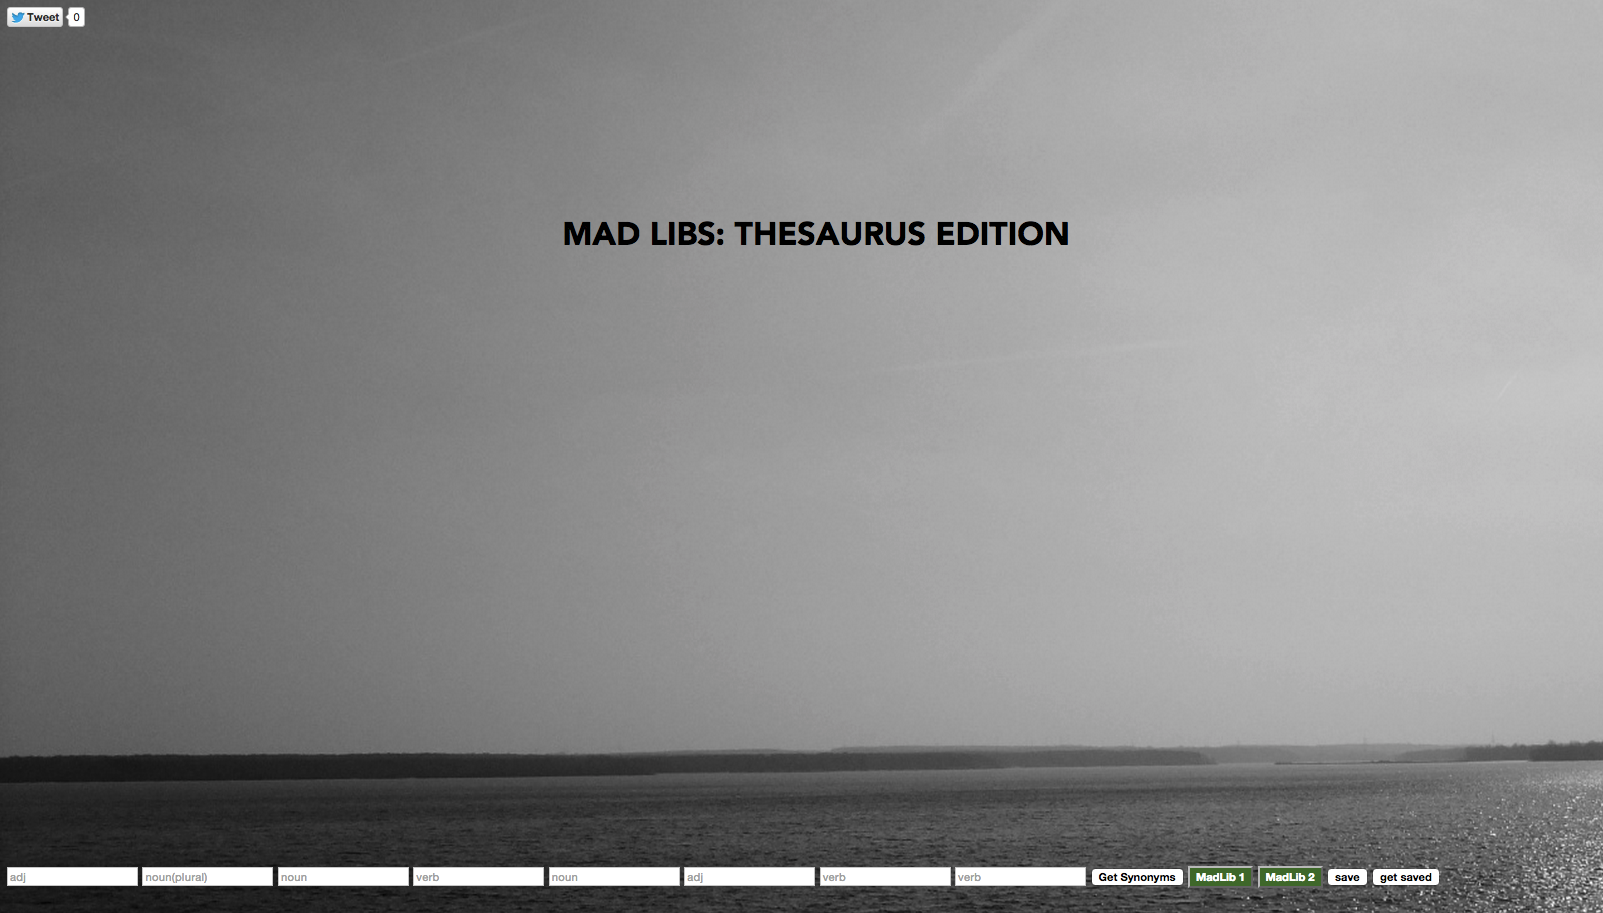 Tweet 0
MAD LIBS: THESAURUS EDITION
adj noun(plural) noun verb noun adj verb verb Get Synonyms MadLib 1 MadLib 2 save get saved